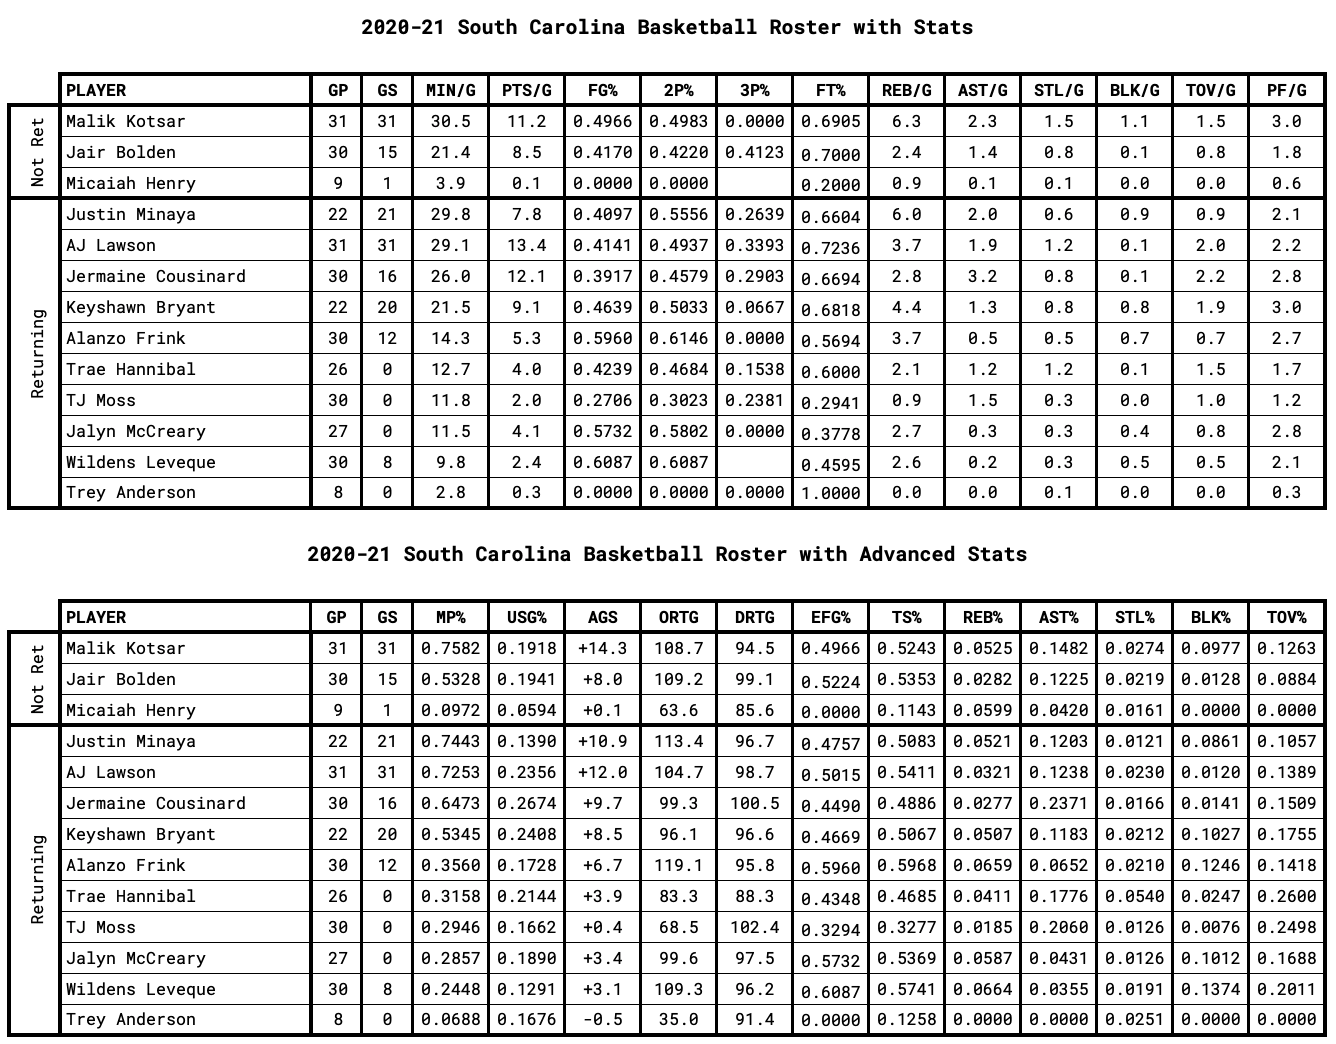 2020-21 South Carolina Basketball Roster with Stats
PLAYER GP GS MIN/G PTS/G FG% 2P% 3P% FT% REB/G AST/G STL/G BLK/G TOV/G PF/G
Not Ret
Malik Kotsar 31 31 30.5 11.2 0.4966 0.4983 0.0000 0.6905 6.3 2.3 1.5 1.1 1.5 3.0
Jair Bolden 30 15 21.4 8.5 0.4170 0.4220 0.4123 0.7000 2.4 1.4 0.8 0.1 0.8 1.8
Micaiah Henry 9 1 3.9 0.1 0.0000 0.0000 0.2000 0.9 0.1 0.1 0.0 0.0 0.6
Returning
Justin Minaya 22 21 29.8 7.8 0.4097 0.5556 0.2639 0.6604 6.0 2.0 0.6 0.9 0.9 2.1
AJ Lawson 31 31 29.1 13.4 0.4141 0.4937 0.3393 0.7236 3.7 1.9 1.2 0.1 2.0 2.2
Jermaine Cousinard 30 16 26.0 12.1 0.3917 0.4579 0.2903 0.6694 2.8 3.2 0.8 0.1 2.2 2.8
Keyshawn Bryant 22 20 21.5 9.1 0.4639 0.5033 0.0667 0.6818 4.4 1.3 0.8 0.8 1.9 3.0
Alanzo Frink 30 12 14.3 5.3 0.5960 0.6146 0.0000 0.5694 3.7 0.5 0.5 0.7 0.7 2.7
Trae Hannibal 26 0 12.7 4.0 0.4239 0.4684 0.1538 0.6000 2.1 1.2 1.2 0.1 1.5 1.7
TJ Moss 30 0 11.8 2.0 0.2706 0.3023 0.2381 0.2941 0.9 1.5 0.3 0.0 1.0 1.2
Jalyn McCreary 27 0 11.5 4.1 0.5732 0.5802 0.0000 0.3778 2.7 0.3 0.3 0.4 0.8 2.8
Wildens Leveque 30 8 9.8 2.4 0.6087 0.6087 0.4595 2.6 0.2 0.3 0.5 0.5 2.1
Trey Anderson 8 0 2.8 0.3 0.0000 0.0000 0.0000 1.0000 0.0 0.0 0.1 0.0 0.0 0.3
2020-21 South Carolina Basketball Roster with Advanced Stats
PLAYER GP GS MP% USG% AGS ORTG DRTG EFG% TS% REB% AST% STL% BLK% TOV%
Not Ret
Malik Kotsar 31 31 0.7582 0.1918 +14.3 108.7 94.5 0.4966 0.5243 0.0525 0.1482 0.0274 0.0977 0.1263
Jair Bolden 30 15 0.5328 0.1941 +8.0 109.2 99.1 0.5224 0.5353 0.0282 0.1225 0.0219 0.0128 0.0884
Micaiah Henry 9 1 0.0972 0.0594 +0.1 63.6 85.6 0.0000 0.1143 0.0599 0.0420 0.0161 0.0000 0.0000
Returning
Justin Minaya 22 21 0.7443 0.1390 +10.9 113.4 96.7 0.4757 0.5083 0.0521 0.1203 0.0121 0.0861 0.1057
AJ Lawson 31 31 0.7253 0.2356 +12.0 104.7 98.7 0.5015 0.5411 0.0321 0.1238 0.0230 0.0120 0.1389
Jermaine Cousinard 30 16 0.6473 0.2674 +9.7 99.3 100.5 0.4490 0.4886 0.0277 0.2371 0.0166 0.0141 0.1509
Keyshawn Bryant 22 20 0.5345 0.2408 +8.5 96.1 96.6 0.4669 0.5067 0.0507 0.1183 0.0212 0.1027 0.1755
Alanzo Frink 30 12 0.3560 0.1728 +6.7 119.1 95.8 0.5960 0.5968 0.0659 0.0652 0.0210 0.1246 0.1418
Trae Hannibal 26 0 0.3158 0.2144 +3.9 83.3 88.3 0.4348 0.4685 0.0411 0.1776 0.0540 0.0247 0.2600
TJ Moss 30 0 0.2946 0.1662 +0.4 68.5 102.4 0.3294 0.3277 0.0185 0.2060 0.0126 0.0076 0.2498
Jalyn McCreary 27 0 0.2857 0.1890 +3.4 99.6 97.5 0.5732 0.5369 0.0587 0.0431 0.0126 0.1012 0.1688
Wildens Leveque 30 8 0.2448 0.1291 +3.1 109.3 96.2 0.6087 0.5741 0.0664 0.0355 0.0191 0.1374 0.2011
Trey Anderson 8 0 0.0688 0.1676 -0.5 35.0 91.4 0.0000 0.1258 0.0000 0.0000 0.0251 0.0000 0.0000